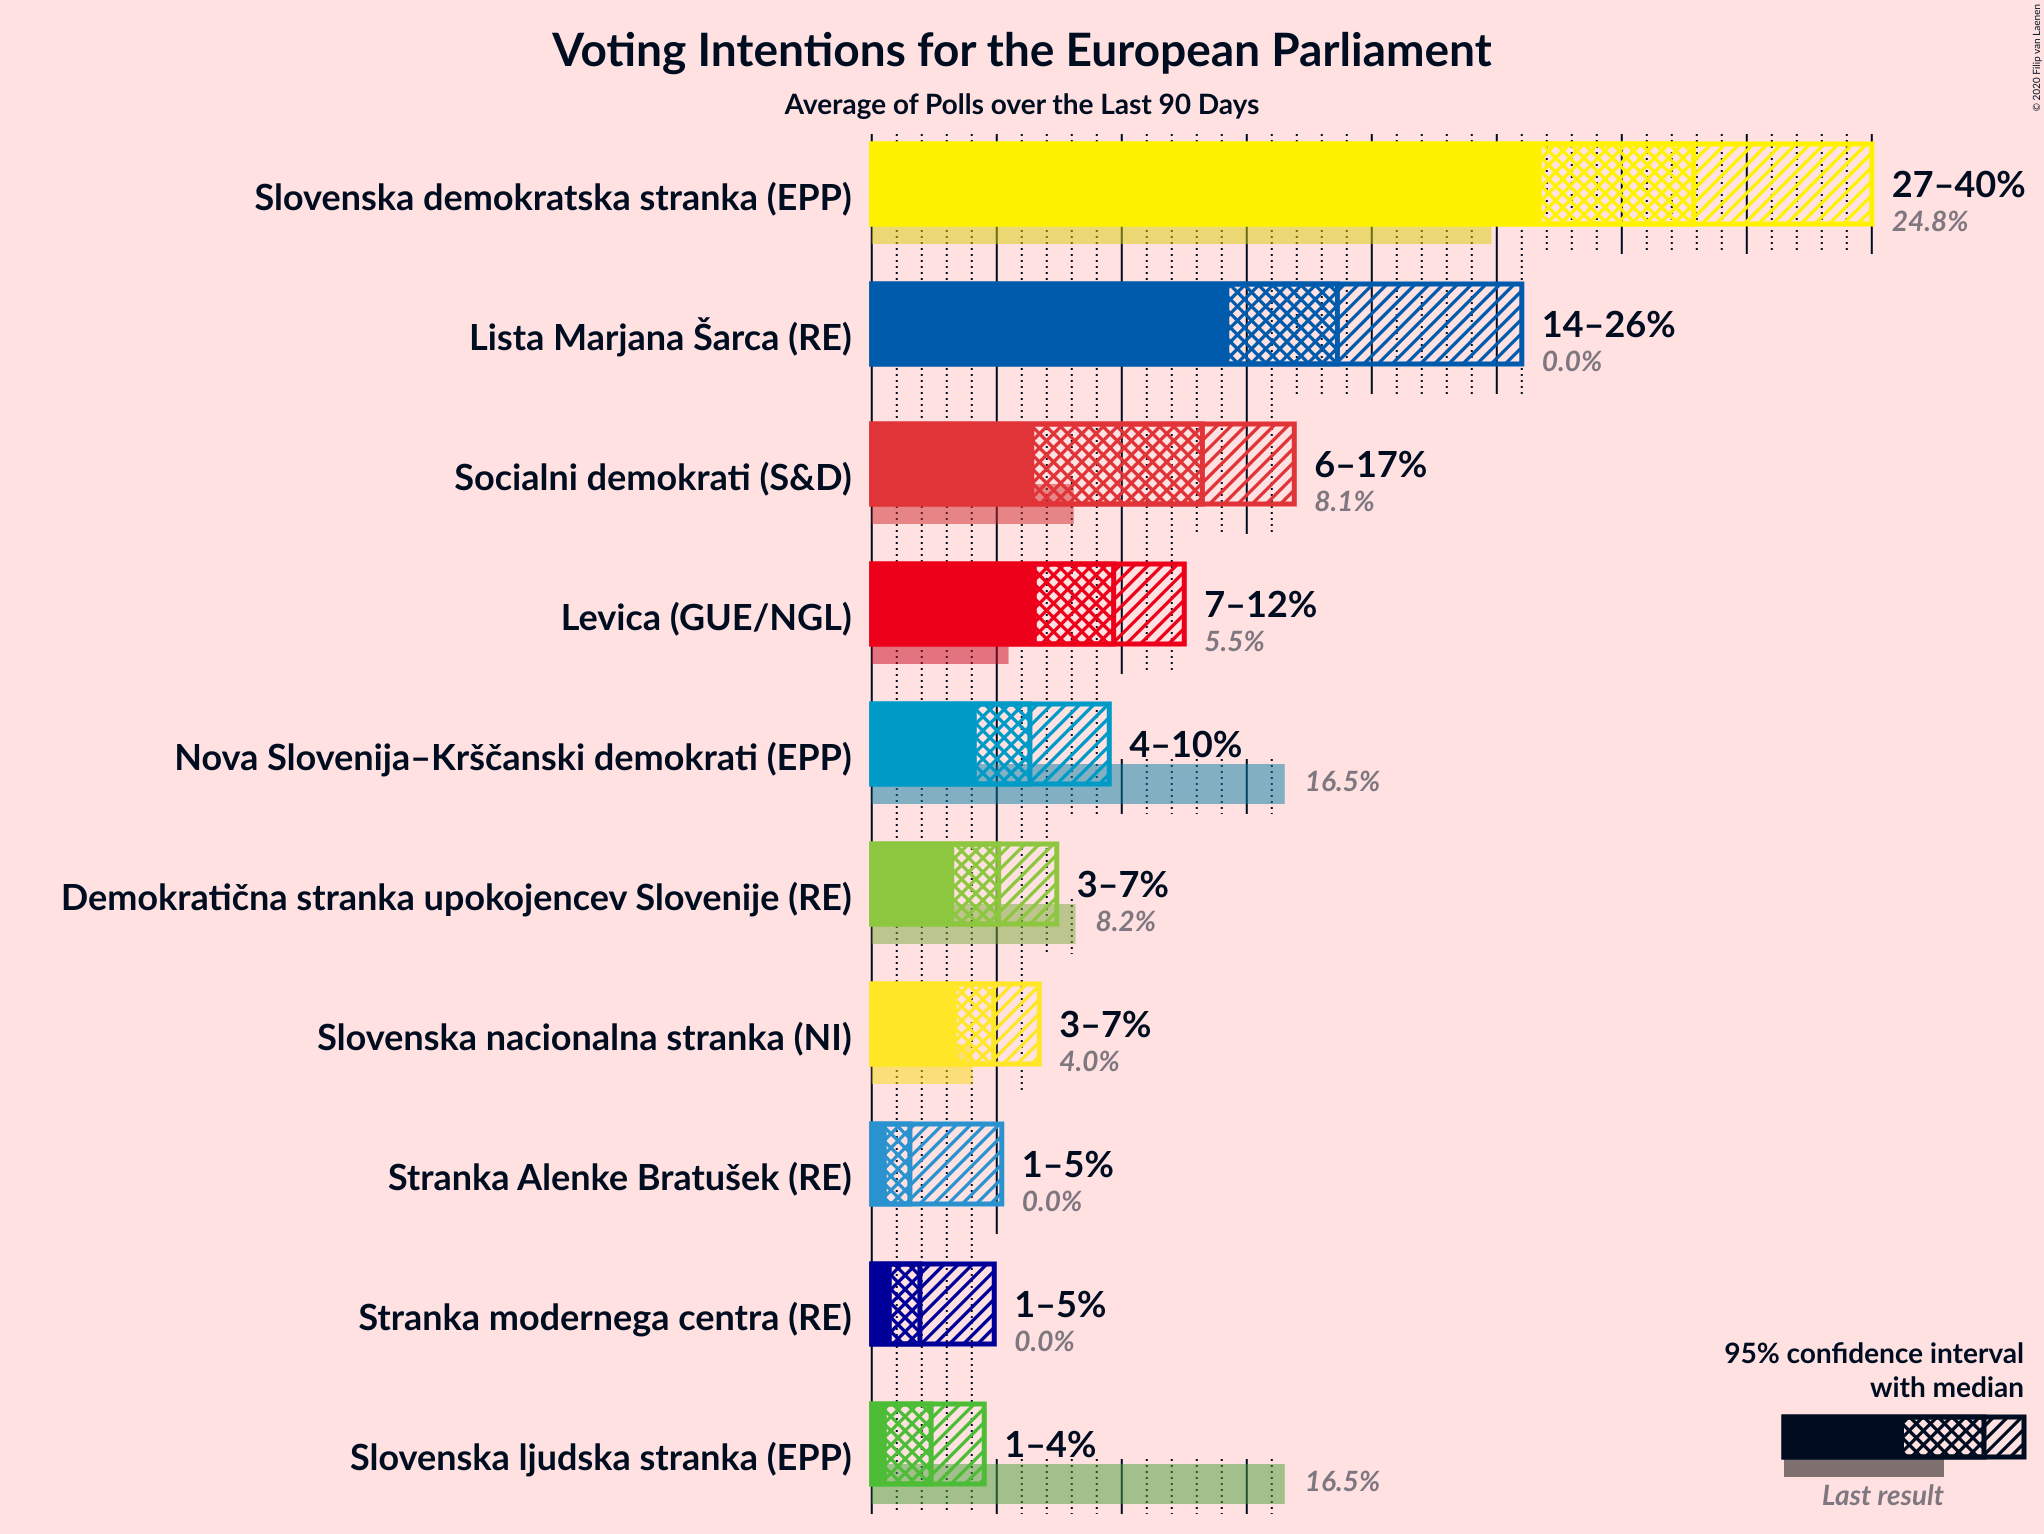 Voting Intentions for the European Parliament
Average of Polls over the Last 90 Days
© 2020 Filip van Laenen
Slovenska demokratska stranka (EPP)
27–40%
24.8%
Lista Marjana Šarca (RE)
14–26%
0.0%
Socialni demokrati (S&D)
6–17%
8.1%
Levica (GUE/NGL)
7–12%
5.5%
Nova Slovenija–Krščanski demokrati (EPP)
4–10%
16.5%
Demokratična stranka upokojencev Slovenije (RE)
3–7%
8.2%
Slovenska nacionalna stranka (NI)
3–7%
4.0%
Stranka Alenke Bratušek (RE)
1–5%
0.0%
Stranka modernega centra (RE)
1–5%
0.0%
Slovenska ljudska stranka (EPP)
1–4%
16.5%
95% confidence interval
with median
Last result